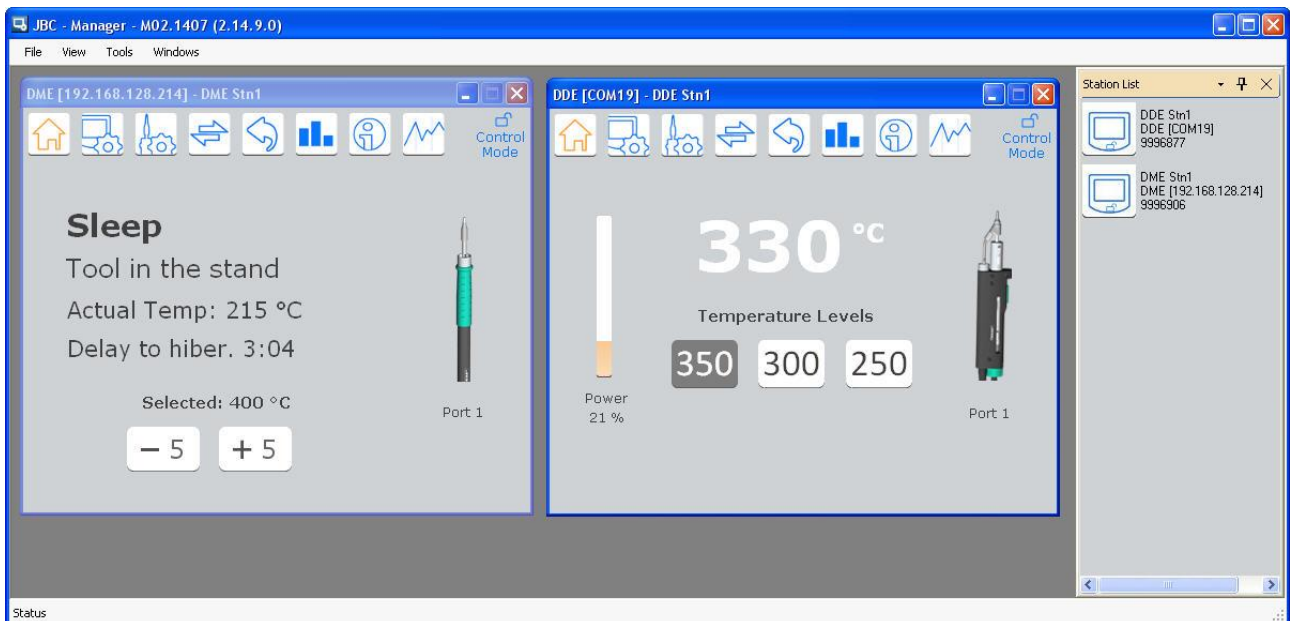 JBC - Manager - M02.1407 (2.14.9.0)
File View Tools Windows
DME [192.168.128.214] - DME Stn1
Control
Mode
Sleep
Tool in the stand
Actual Temp: 215 °C
Delay to hiber. 3:04
Selected: 400 °C
− 5 + 5
Port 1
DDE [COM19] - DDE Stn1
Control
Mode
330 °C
Temperature Levels
350 300 250
Power
21 %
Port 1
Station List
DDE Stn1
DDE [COM19]
9996877
DME Stn1
DME [192.168.128.214]
9996906
Status